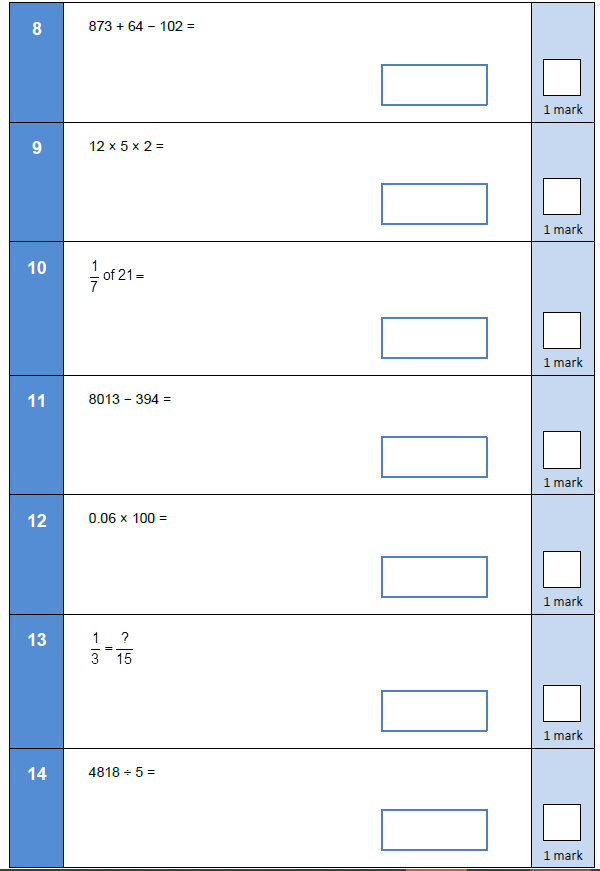 8
873 + 64 − 102 =
1 mark
9
12 × 5 × 2 =
1 mark
10
1/7 of 21 =
1 mark
11
8013 − 394 =
1 mark
12
0.06 × 100 =
1 mark
13
1/3 = ?/15
1 mark
14
4818 ÷ 5 =
1 mark